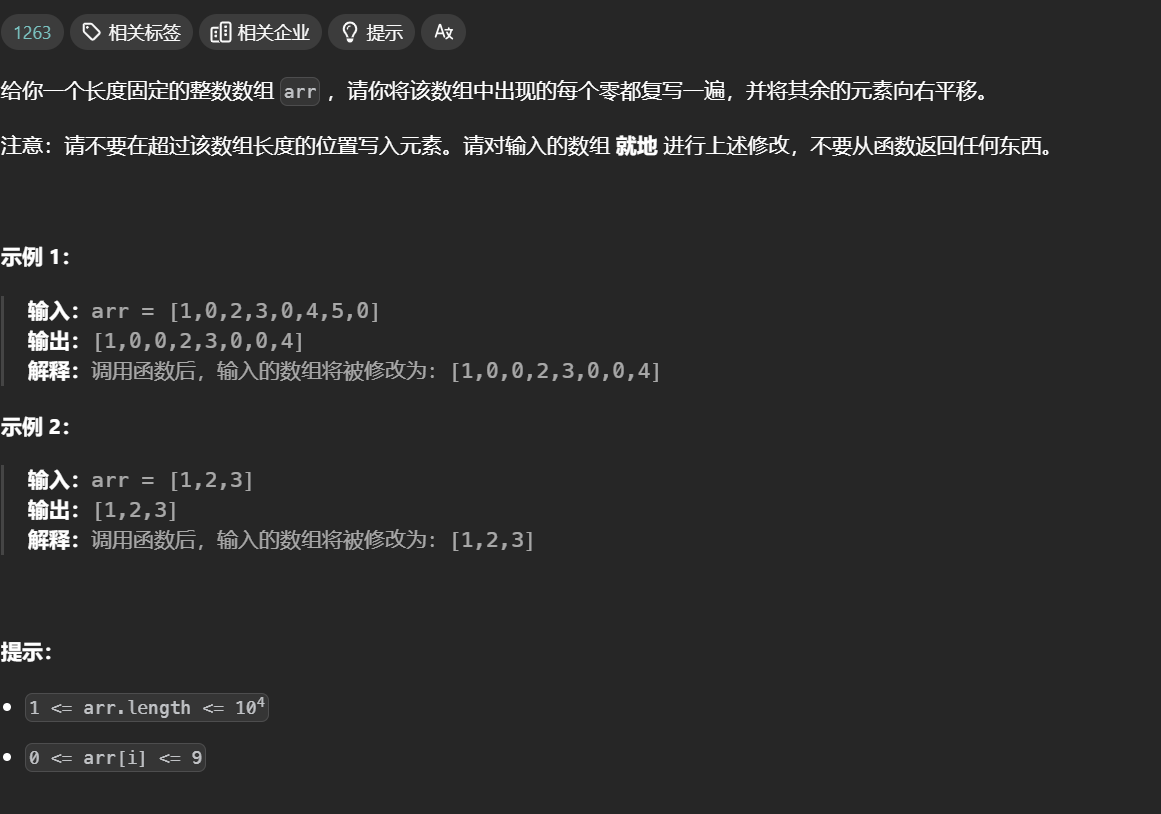 1263 相关标签 相关企业 提示
给你一个长度固定的整数数组 arr ，请你将该数组中出现的每个零都复写一遍，并将其余的元素向右平移。
注意：请不要在超过该数组长度的位置写入元素。请对输入的数组 就地 进行上述修改，不要从函数返回任何东西。
示例 1：
输入：arr = [1,0,2,3,0,4,5,0]
输出：[1,0,0,2,3,0,0,4]
解释：调用函数后，输入的数组将被修改为：[1,0,0,2,3,0,0,4]
示例 2：
输入：arr = [1,2,3]
输出：[1,2,3]
解释：调用函数后，输入的数组将被修改为：[1,2,3]
提示：
1 <= arr.length <= 10⁴
0 <= arr[i] <= 9